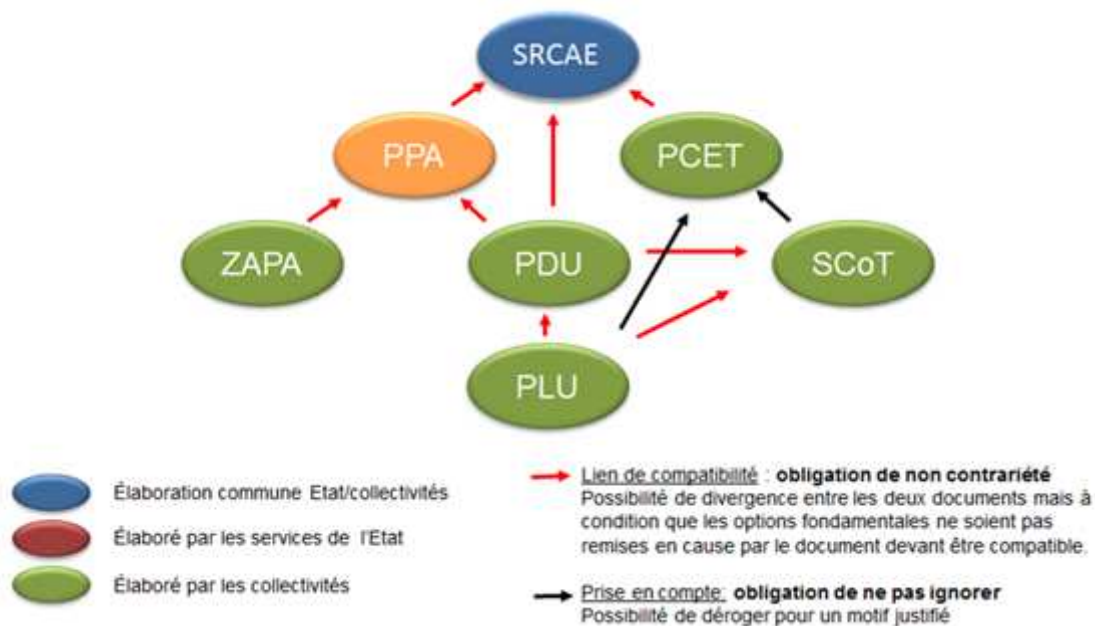 SRCAE
PPA
PCET
ZAPA
PDU
SCoT
PLU
Élaboration commune Etat/collectivités
Élaboré par les services de l'Etat
Élaboré par les collectivités
Lien de compatibilité : obligation de non contrariété
Possibilité de divergence entre les deux documents mais à
condition que les options fondamentales ne soient pas
remises en cause par le document devant être compatible.
Prise en compte: obligation de ne pas ignorer
Possibilité de déroger pour un motif justifié